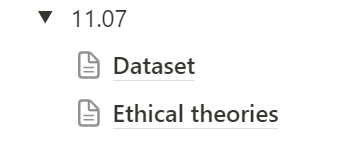 11.07
Dataset
Ethical theories